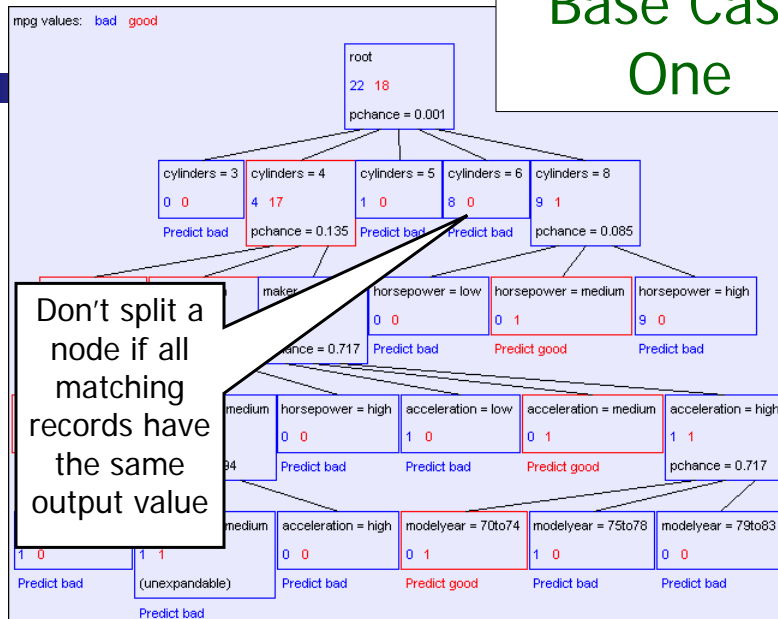 Base Cas
One
mpg values: bad good
root
22 18
pchance = 0.001
cylinders = 3
0 0
Predict bad
cylinders = 4
4 17
pchance = 0.135
cylinders = 5
1 0
Predict bad
cylinders = 6
8 0
Predict bad
cylinders = 8
9 1
pchance = 0.085
Don't split a
node if all
matching
records have
the same
output value
maker
= 0.717
horsepower = low
0 0
Predict bad
horsepower = medium
0 1
Predict good
horsepower = high
9 0
Predict bad
medium
94
horsepower = high
0 0
Predict bad
acceleration = low
1 0
Predict bad
acceleration = medium
0 1
Predict good
acceleration = high
1 1
pchance = 0.717
1 0
Predict bad
medium
1 1
(unexpandable)
Predict bad
acceleration = high
0 0
Predict bad
modelyear = 70to74
0 1
Predict good
modelyear = 75to78
1 0
Predict bad
modelyear = 79to83
0 0
Predict bad